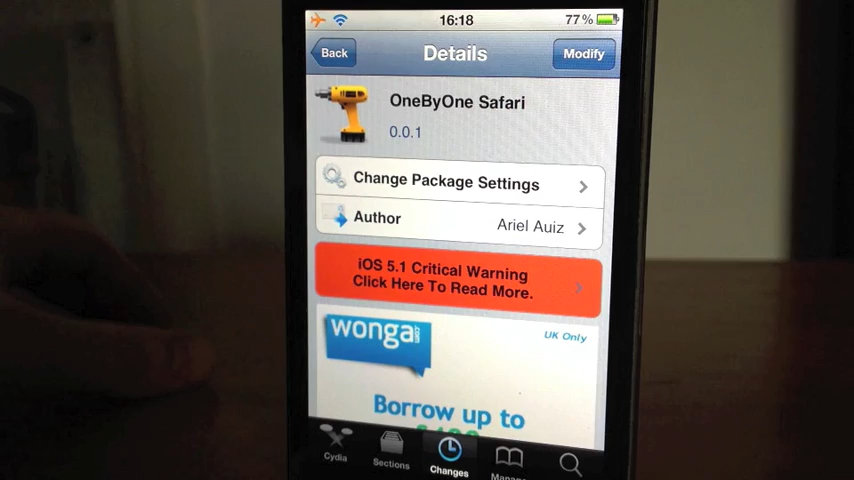 16:18
77%
Back
Details
Modify
OneByOne Safari
0.0.1
Change Package Settings
Author
Ariel Auiz
iOS 5.1 Critical Warning
Click Here To Read More.
wonga.com
UK Only
Borrow up to
Cydia
Sections
Changes